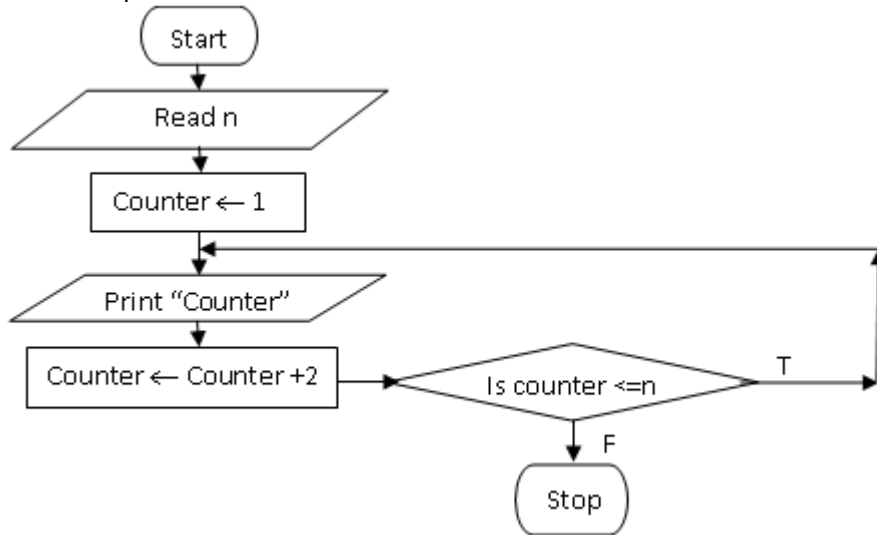 Start
Read n
Counter ← 1
Print “Counter”
Counter ← Counter +2
Is counter <=n
T
F
Stop